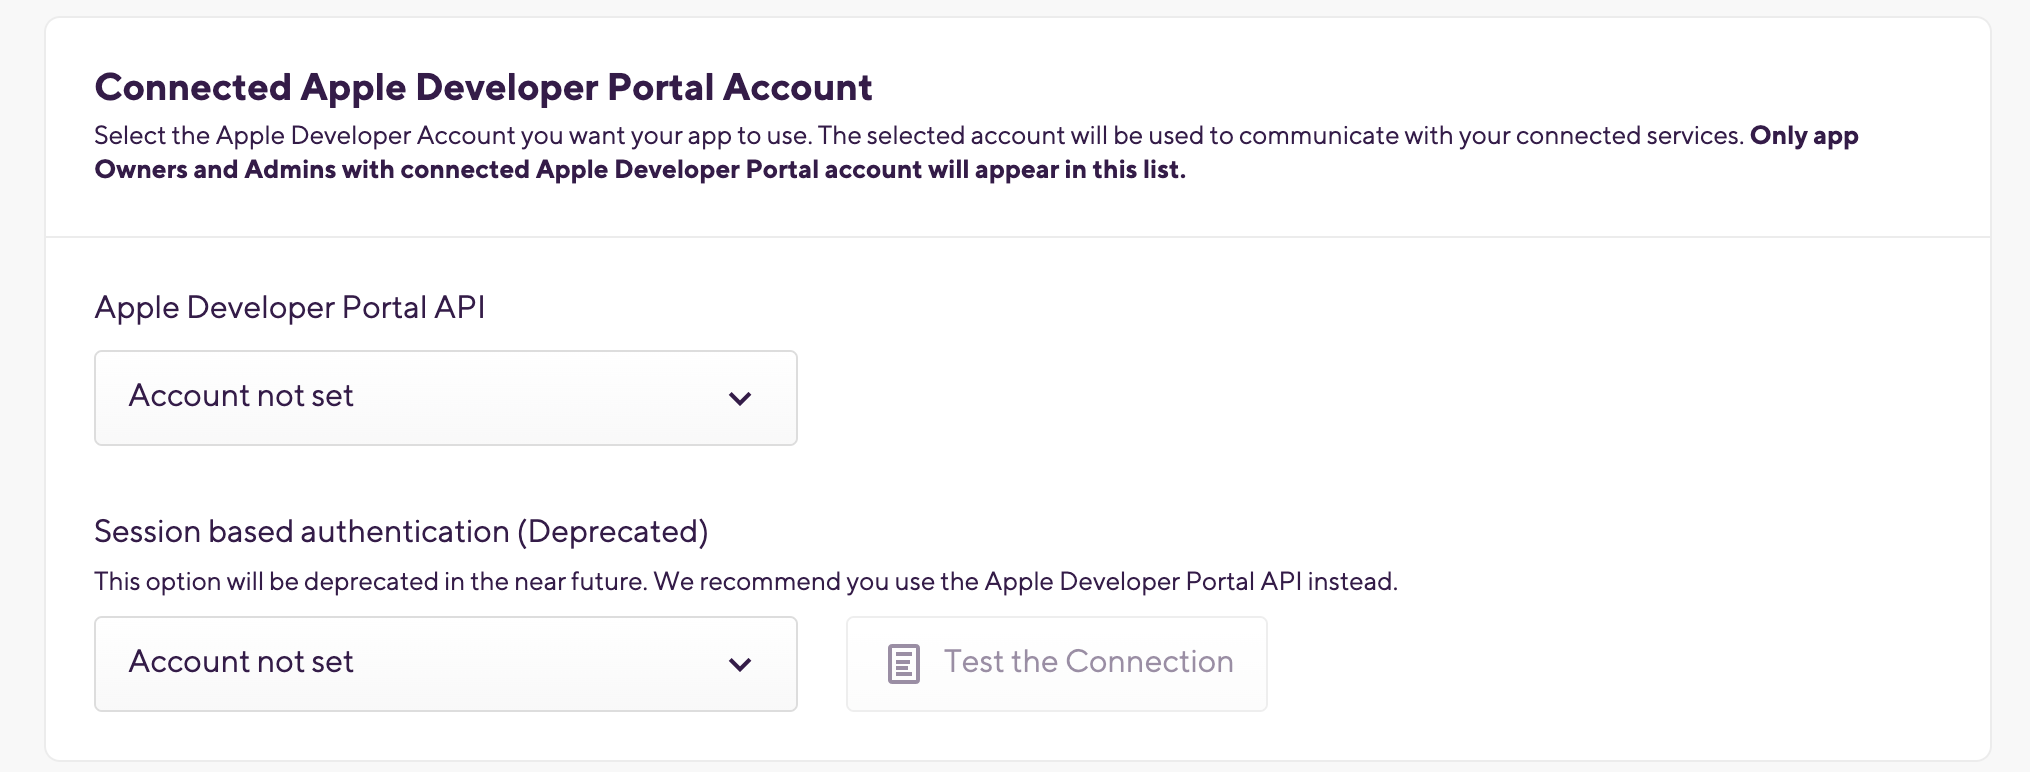 Connected Apple Developer Portal Account
Select the Apple Developer Account you want your app to use. The selected account will be used to communicate with your connected services. Only app
Owners and Admins with connected Apple Developer Portal account will appear in this list.
Apple Developer Portal API
Account not set
Session based authentication (Deprecated)
This option will be deprecated in the near future. We recommend you use the Apple Developer Portal API instead.
Account not set
Test the Connection